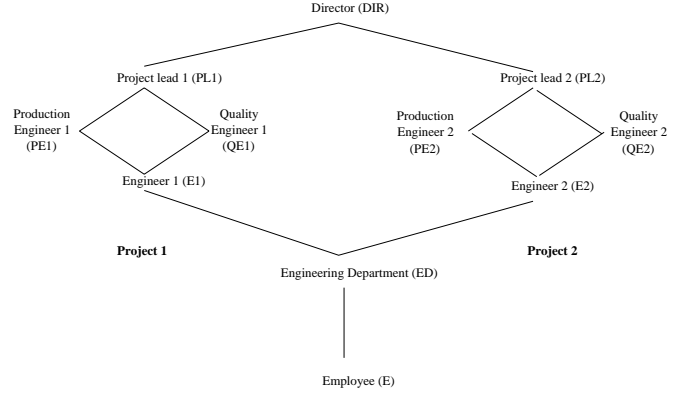 Director (DIR)
Project lead 1 (PL1)
Project lead 2 (PL2)
Production
Engineer 1
(PE1)
Quality
Engineer 1
(QE1)
Production
Engineer 2
(PE2)
Quality
Engineer 2
(QE2)
Engineer 1 (E1)
Engineer 2 (E2)
Project 1
Project 2
Engineering Department (ED)
Employee (E)